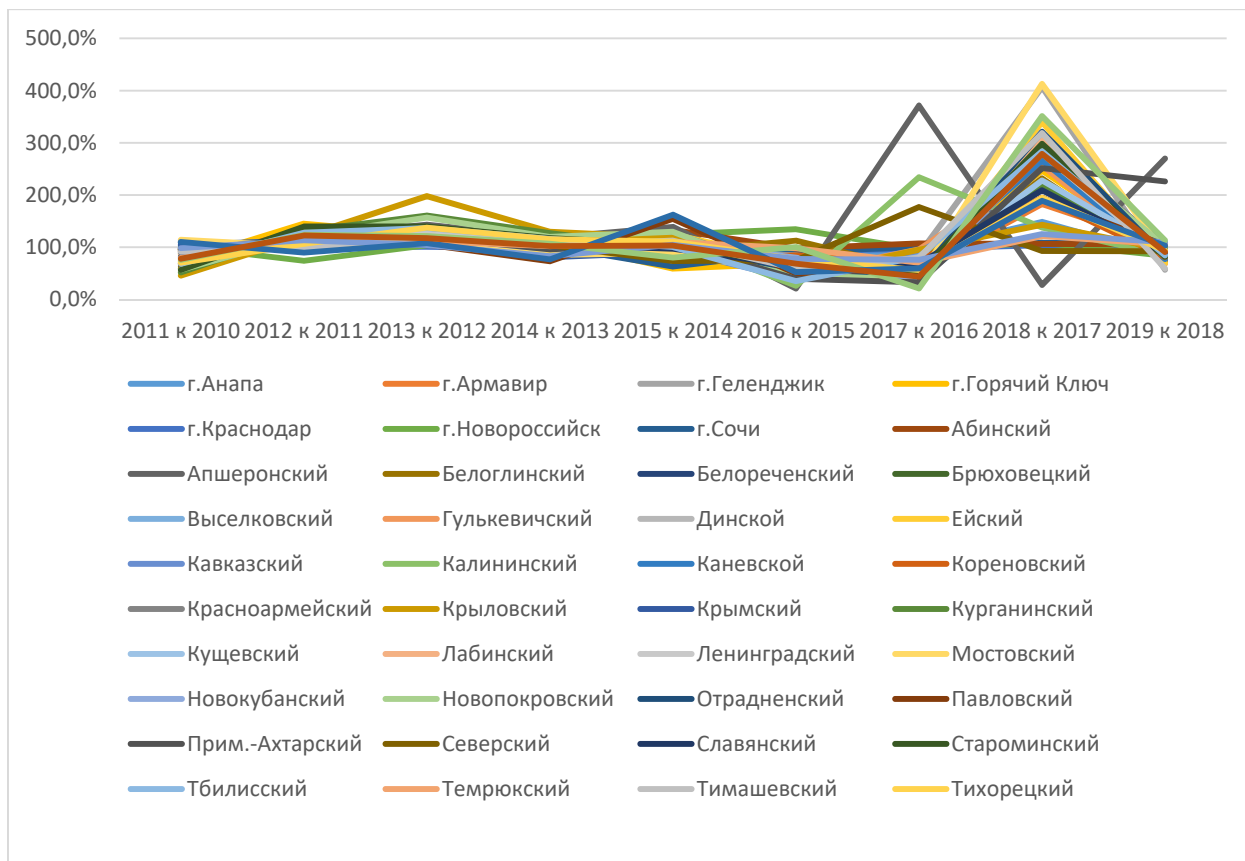 500,0%
400,0%
300,0%
200,0%
100,0%
0,0%
2011 к 2010 2012 к 2011 2013 к 2012 2014 к 2013 2015 к 2014 2016 к 2015 2017 к 2016 2018 к 2017 2019 к 2018
г.Анапа г.Армавир г.Геленджик г.Горячий Ключ
г.Краснодар г.Новороссийск г.Сочи Абинский
Апшеронский Белоглинский Белореченский Брюховецкий
Выселковский Гулькевичский Динской Ейский
Кавказский Калининский Каневской Кореновский
Красноармейский Крыловский Крымский Курганинский
Кущевский Лабинский Ленинградский Мостовский
Новокубанский Новопокровский Отрадненский Павловский
Прим.-Ахтарский Северский Славянский Староминский
Тбилисский Темрюкский Тимашевский Тихорецкий